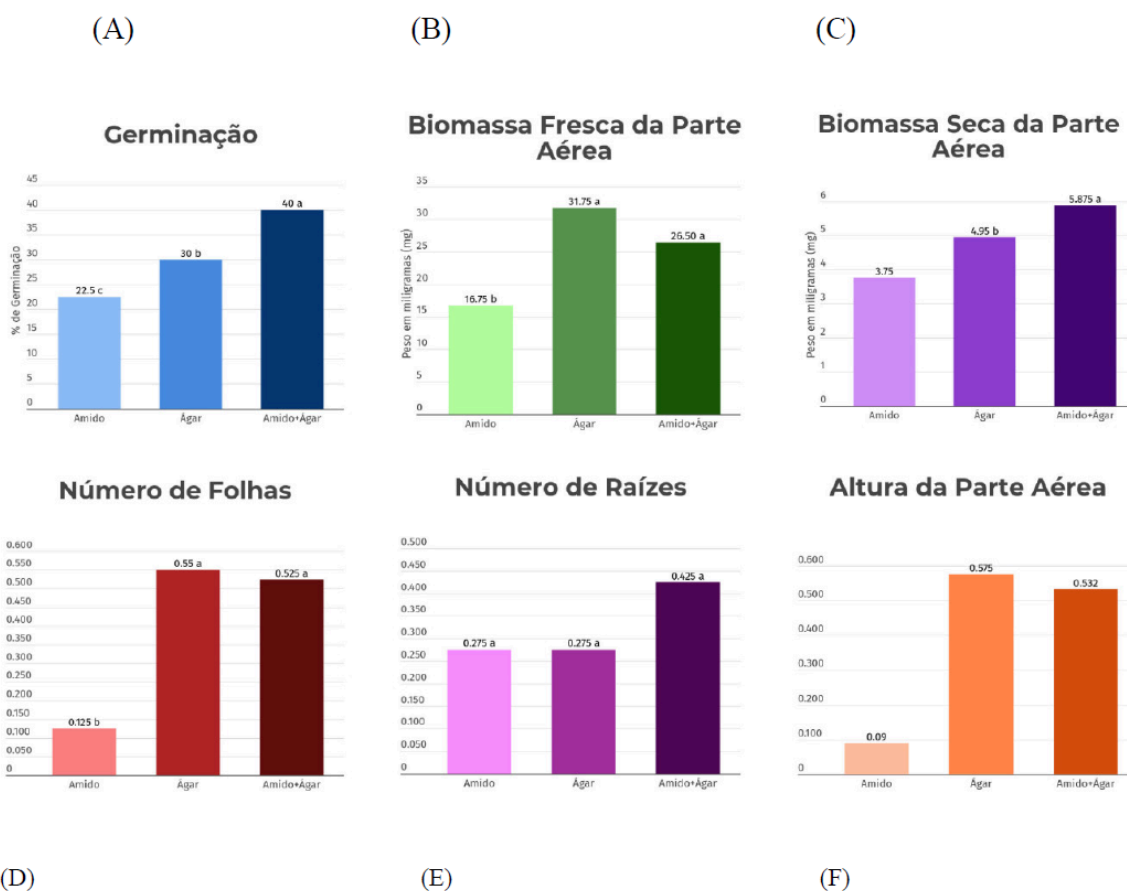 (A)
(B)
(C)
Germinação
45
40
35
30
25
20
15
10
5
0
% de Germinação
22.5 c
30 b
40 a
Amido
Ágar
Amido+Ágar
Biomassa Fresca da Parte
Aérea
35
30
25
20
15
10
5
0
Peso em miligramas (mg)
16.75 b
31.75 a
26.50 a
Amido
Ágar
Amido+Ágar
Biomassa Seca da Parte
Aérea
6
5
4
3
2
1
0
Peso em miligramas (mg)
3.75
4.95 b
5.875 a
Amido
Ágar
Amido+Ágar
Número de Folhas
0.600
0.550
0.500
0.450
0.400
0.350
0.300
0.250
0.200
0.150
0.100
0.050
0
0.125 b
0.55 a
0.525 a
Amido
Ágar
Amido+Ágar
Número de Raízes
0.500
0.450
0.400
0.350
0.300
0.250
0.200
0.150
0.100
0.050
0
0.275 a
0.275 a
0.425 a
Amido
Ágar
Amido+Ágar
Altura da Parte Aérea
0.600
0.500
0.400
0.300
0.200
0.100
0
0.09
0.575
0.532
Amido
Ágar
Amido+Ágar
(D)
(E)
(F)